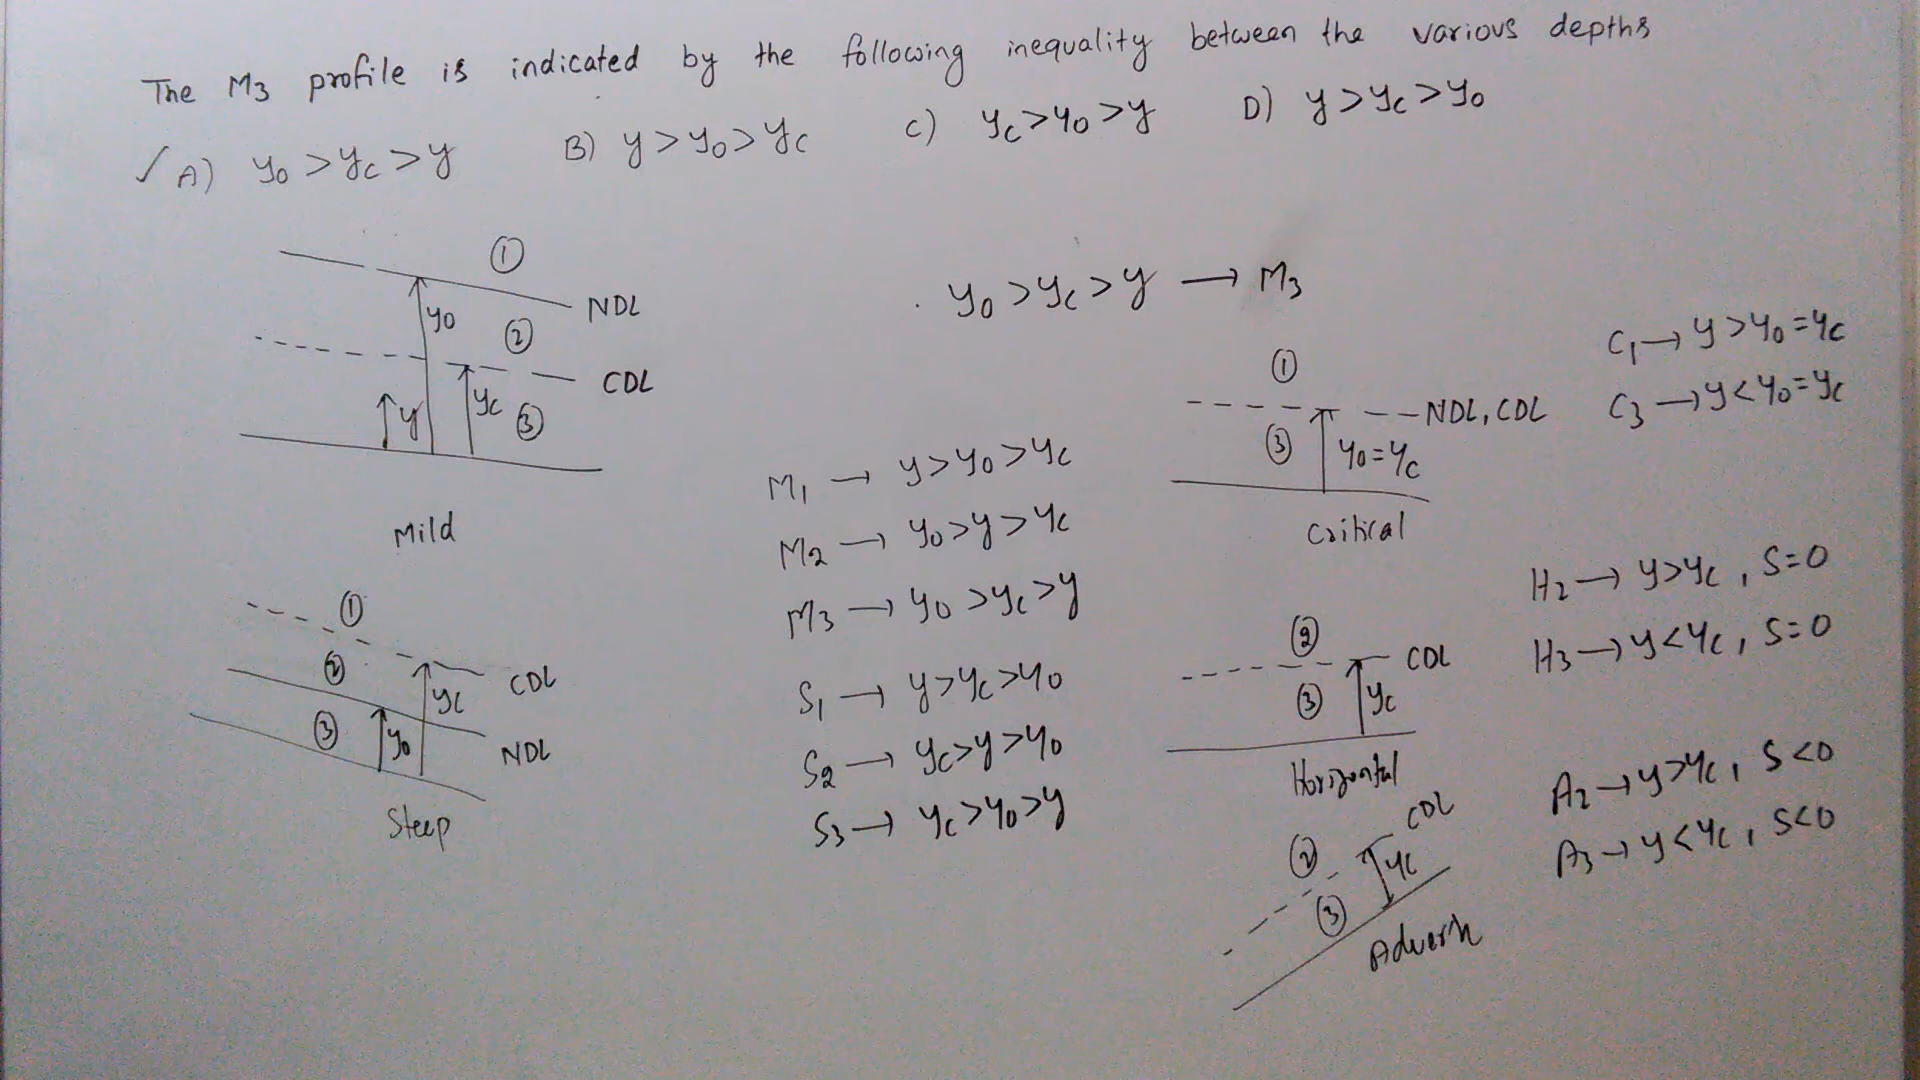 The M3 profile is indicated by the following inequality between the various depths
✓ A) y0 > yc > y B) y > y0 > yc C) yc > y0 > y D) y > yc > y0
①
NDL
y0
②
CDL
y
yc
③
Mild
y0 > yc > y → M3
①
NDL, CDL
③
y0 = yc
Critical
C1 → y > y0 = yc
C3 → y < y0 = yc
M1 → y > y0 > yc
M2 → y0 > y > yc
M3 → y0 > yc > y
S1 → y > yc > y0
S2 → yc > y > y0
S3 → yc > y0 > y
①
②
CDL
yc
③
y0
NDL
Steep
②
CDL
③
yc
Horizontal
H2 → y > yc, S=0
H3 → y < yc, S=0
CDL
②
yc
③
Adverse
A2 → y > yc, S<0
A3 → y < yc, S<0